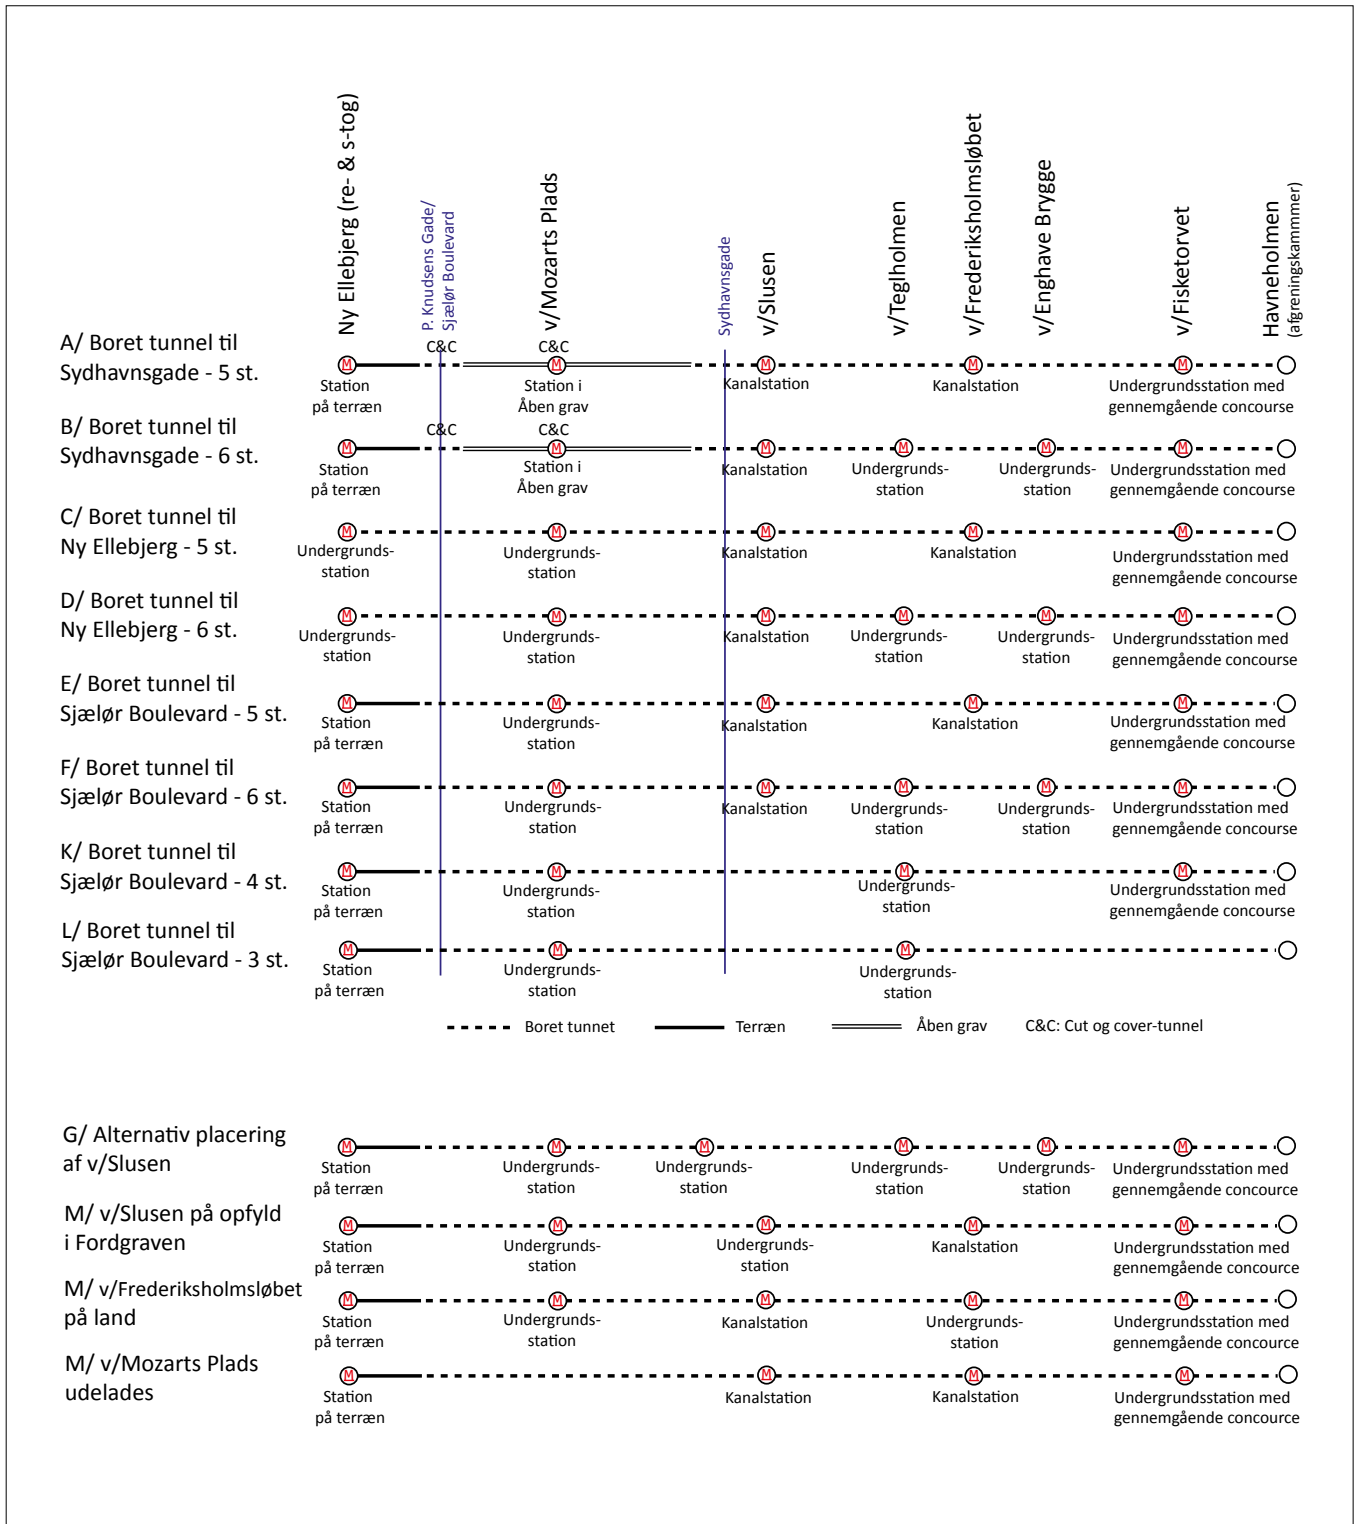 Ny Ellebjerg (re- & s-tog)
P. Knudsens Gade/
Sjælør Boulevard
v/Mozarts Plads
Sydhavnsgade
v/Slusen
v/Teglholmen
v/Frederiksholmsløbet
v/Enghave Brygge
v/Fisketorvet
Havneholmen
(afgreningskammmer)
A/ Boret tunnel til
Sydhavnsgade - 5 st.
C&C
C&C
M
M
M
M
M
Station
på terræn
Station i
Åben grav
Kanalstation
Kanalstation
Undergrundsstation med
gennemgående concourse
B/ Boret tunnel til
Sydhavnsgade - 6 st.
C&C
C&C
M
M
M
M
M
M
Station
på terræn
Station i
Åben grav
Kanalstation
Undergrunds-
station
Undergrunds-
station
Undergrundsstation med
gennemgående concourse
C/ Boret tunnel til
Ny Ellebjerg - 5 st.
M
M
M
M
M
Undergrunds-
station
Undergrunds-
station
Kanalstation
Kanalstation
Undergrundsstation med
gennemgående concourse
D/ Boret tunnel til
Ny Ellebjerg - 6 st.
M
M
M
M
M
M
Undergrunds-
station
Undergrunds-
station
Kanalstation
Undergrunds-
station
Undergrunds-
station
Undergrundsstation med
gennemgående concourse
E/ Boret tunnel til
Sjælør Boulevard - 5 st.
M
M
M
M
M
Station
på terræn
Undergrunds-
station
Kanalstation
Kanalstation
Undergrundsstation med
gennemgående concourse
F/ Boret tunnel til
Sjælør Boulevard - 6 st.
M
M
M
M
M
M
Station
på terræn
Undergrunds-
station
Kanalstation
Undergrunds-
station
Undergrunds-
station
Undergrundsstation med
gennemgående concourse
K/ Boret tunnel til
Sjælør Boulevard - 4 st.
M
M
M
M
Station
på terræn
Undergrunds-
station
Undergrunds-
station
Undergrundsstation med
gennemgående concourse
L/ Boret tunnel til
Sjælør Boulevard - 3 st.
M
M
M
Station
på terræn
Undergrunds-
station
Undergrunds-
station
Boret tunnet
Terræn
Åben grav
C&C: Cut og cover-tunnel
G/ Alternativ placering
af v/Slusen
M
M
M
M
M
M
Station
på terræn
Undergrunds-
station
Undergrunds-
station
Undergrunds-
station
Undergrunds-
station
Undergrundsstation med
gennemgående concource
M/ v/Slusen på opfyld
i Fordgraven
M
M
M
M
M
Station
på terræn
Undergrunds-
station
Undergrunds-
station
Kanalstation
Undergrundsstation med
gennemgående concource
M/ v/Frederiksholmsløbet
på land
M
M
M
M
M
Station
på terræn
Undergrunds-
station
Kanalstation
Undergrunds-
station
Undergrundsstation med
gennemgående concource
M/ v/Mozarts Plads
udelades
M
M
M
M
Station
på terræn
Kanalstation
Kanalstation
Undergrundsstation med
gennemgående concource